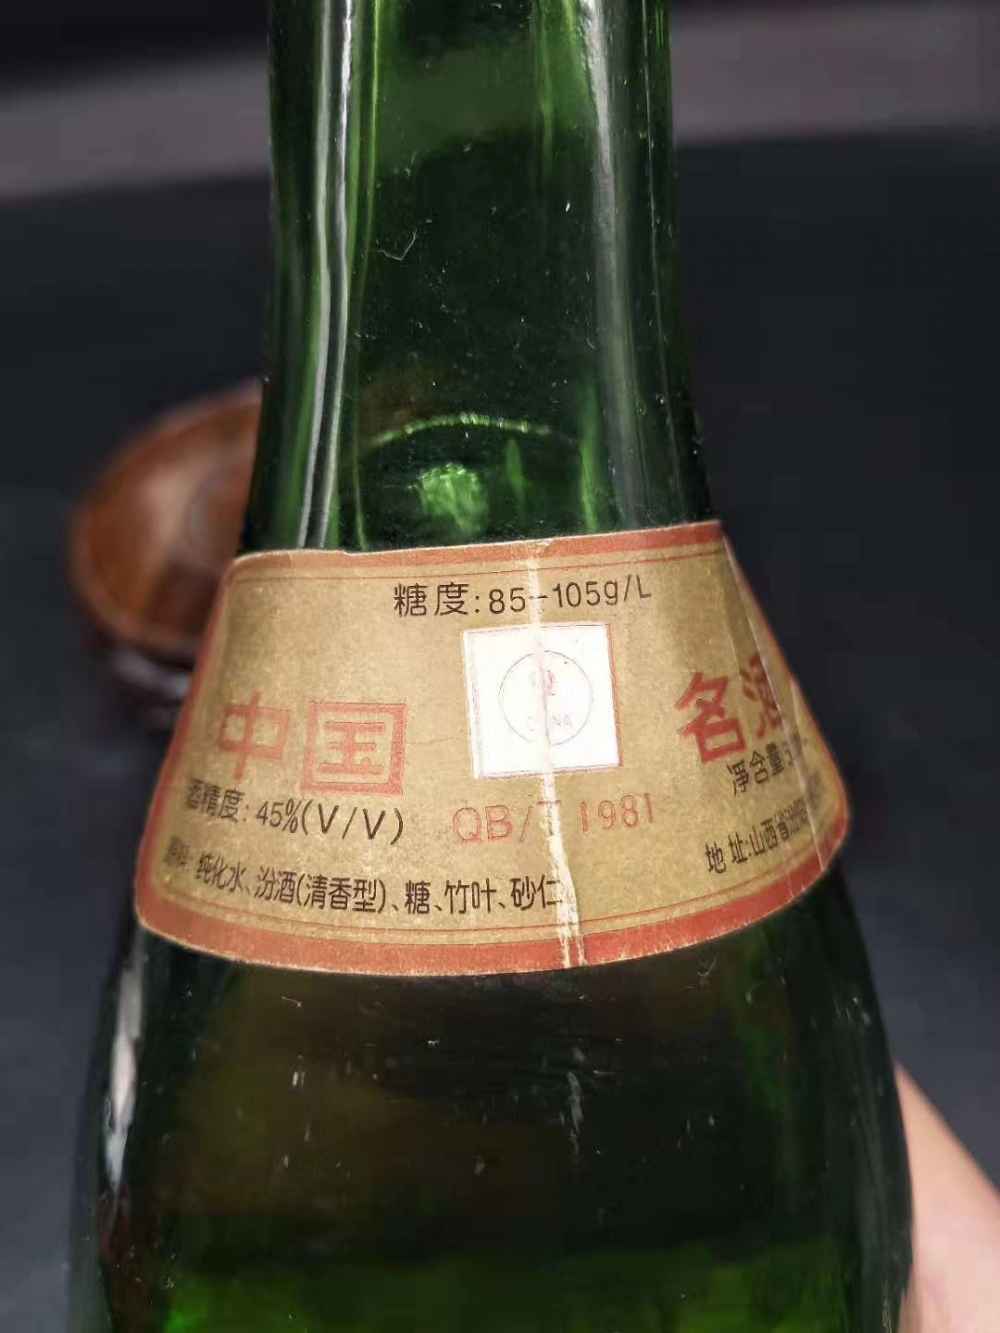 糖度:85-105g/L
中国 名酒
净含量
酒精度:45%(V/V) QB/T 1981
地址:山西省
纯化水、汾酒(清香型)、糖、竹叶、砂仁